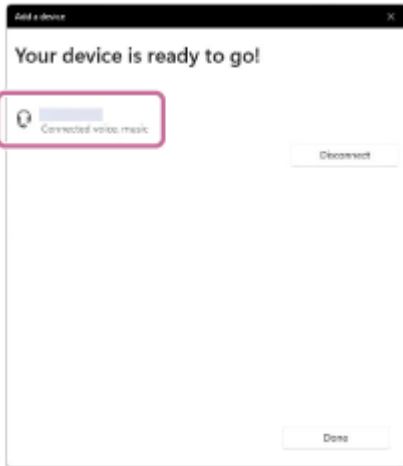 Add a device
Your device is ready to go!
Connected voice, music
Disconnect
Done